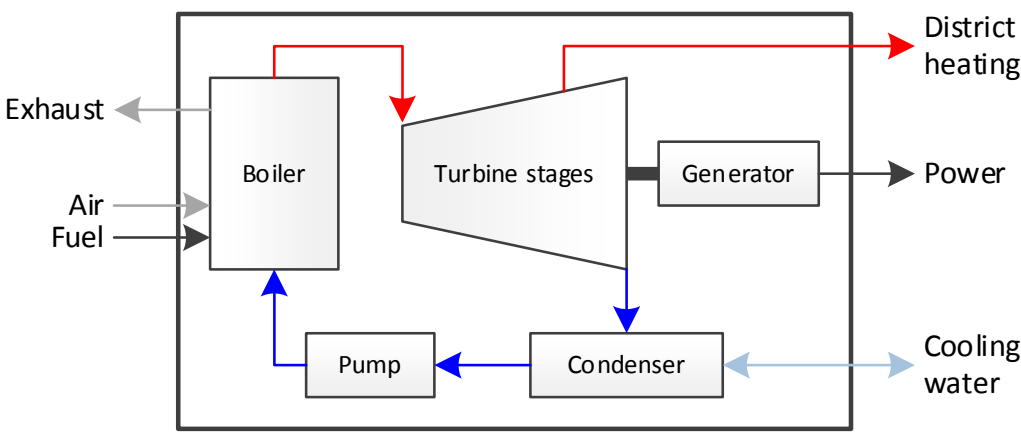 District
heating
Exhaust
Boiler
Turbine stages
Generator
Power
Air
Fuel
Pump
Condenser
Cooling
water